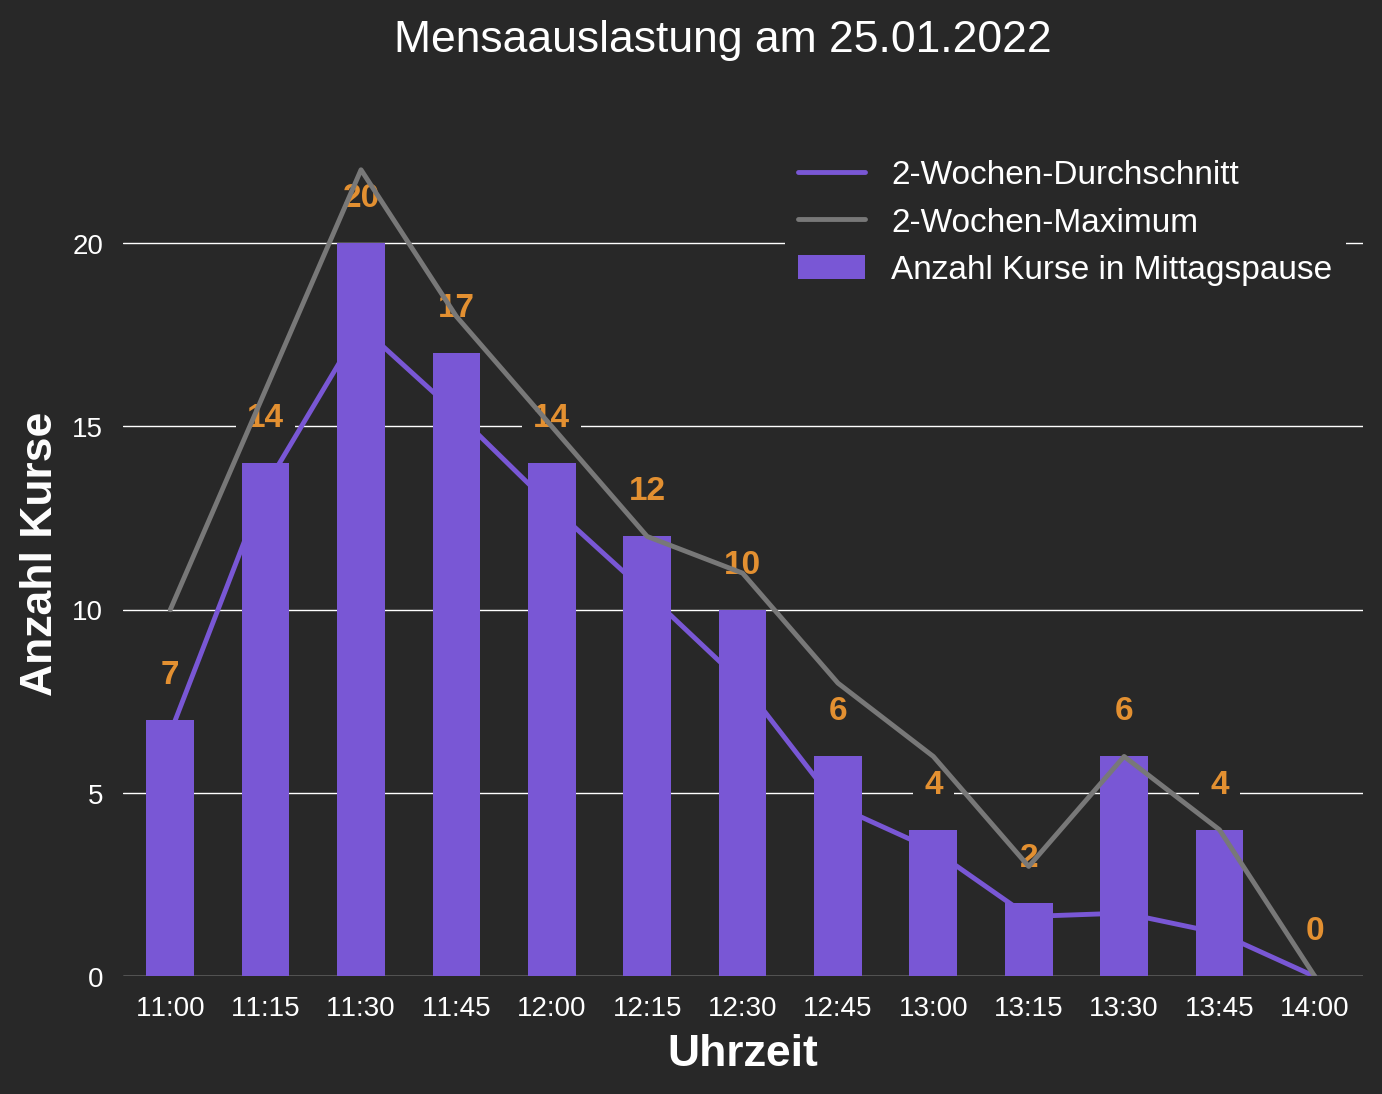 Mensaauslastung am 25.01.2022
2-Wochen-Durchschnitt
2-Wochen-Maximum
Anzahl Kurse in Mittagspause
Anzahl Kurse
20
15
10
5
0
7
14
20
17
14
12
10
6
4
2
6
4
0
11:00 11:15 11:30 11:45 12:00 12:15 12:30 12:45 13:00 13:15 13:30 13:45 14:00
Uhrzeit